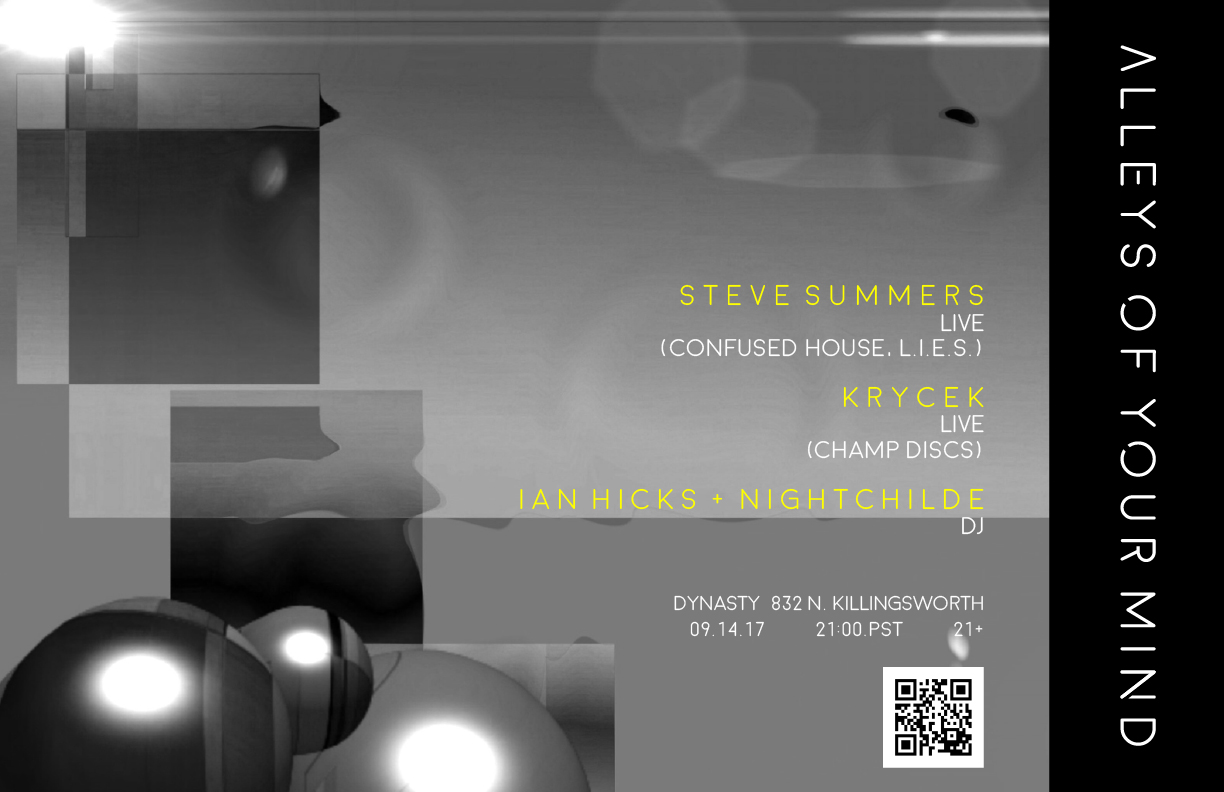 STEVE SUMMERS
LIVE
(CONFUSED HOUSE, L.I.E.S.)
KRYCEK
LIVE
(CHAMP DISCS)
IAN HICKS + NIGHTCHILDE
DJ
DYNASTY 832 N. KILLINGSWORTH
09.14.17 21:00.PST 21+
ALLEYS OF YOUR MIND